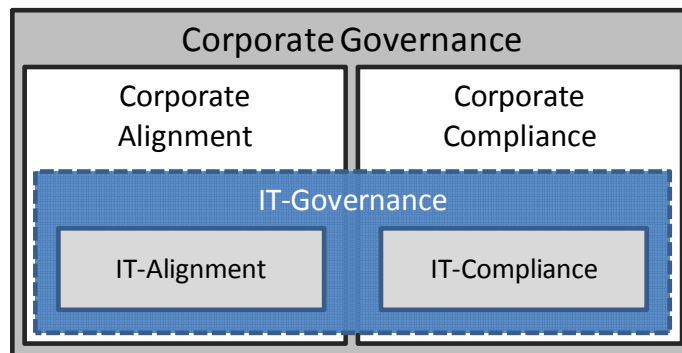 Corporate Governance
Corporate
Alignment
Corporate
Compliance
IT-Governance
IT-Alignment
IT-Compliance